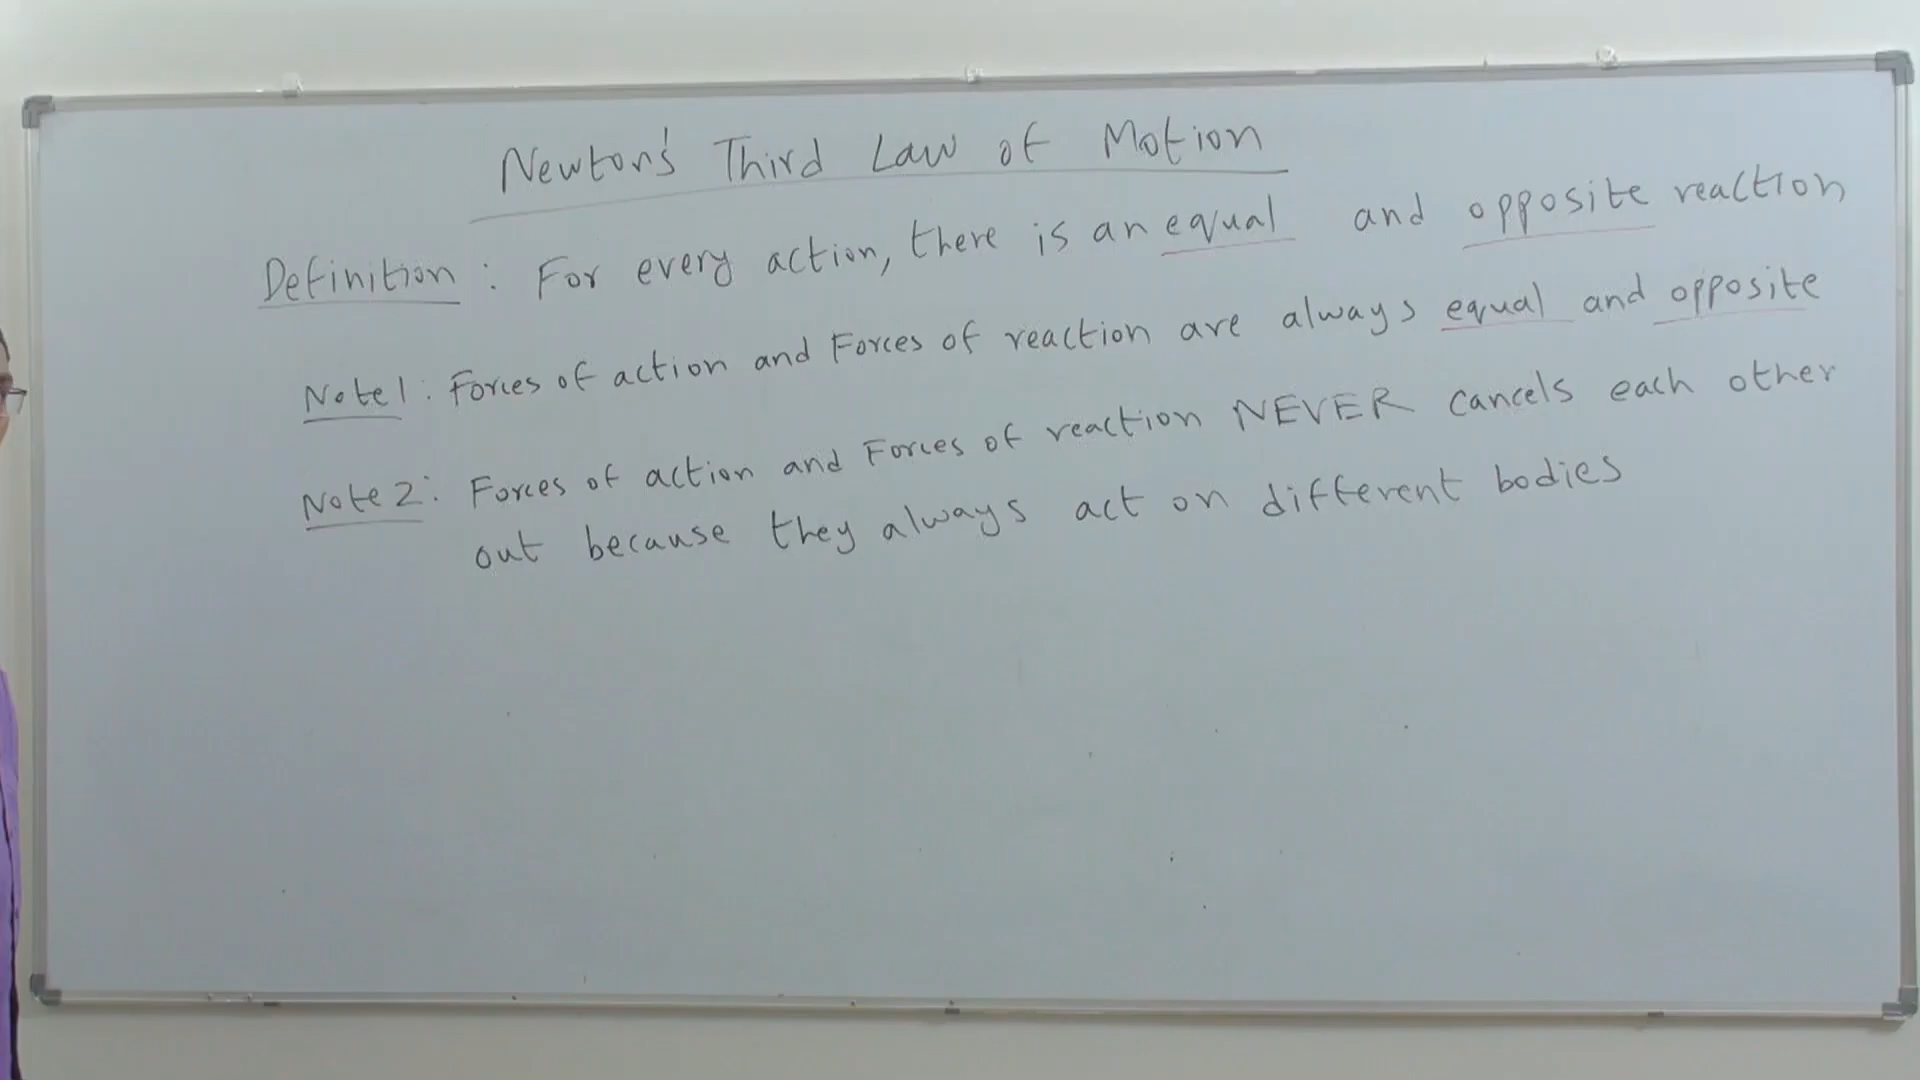 Newton's Third Law of Motion
Definition : For every action, there is an equal and opposite reaction
Note 1 : Forces of action and Forces of reaction are always equal and opposite
Note 2 : Forces of action and Forces of reaction NEVER cancels each other
out because they always act on different bodies